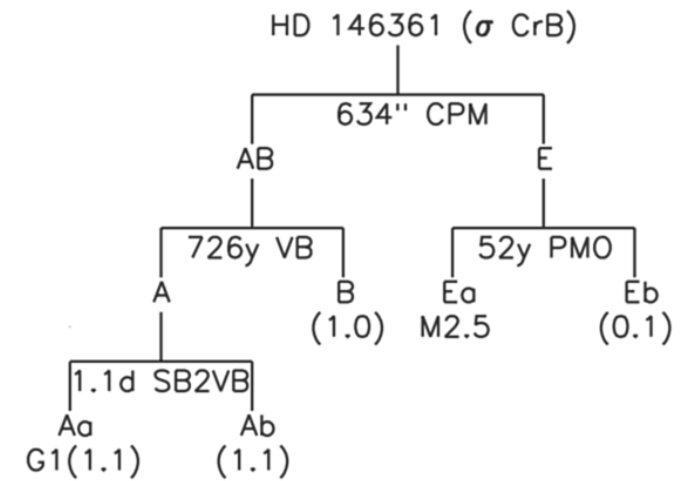 HD 146361 (σ CrB)
634" CPM
AB
E
726y VB
52y PMO
A
B
Ea
Eb
(1.0)
M2.5
(0.1)
1.1d SB2VB
Aa
Ab
G1(1.1)
(1.1)